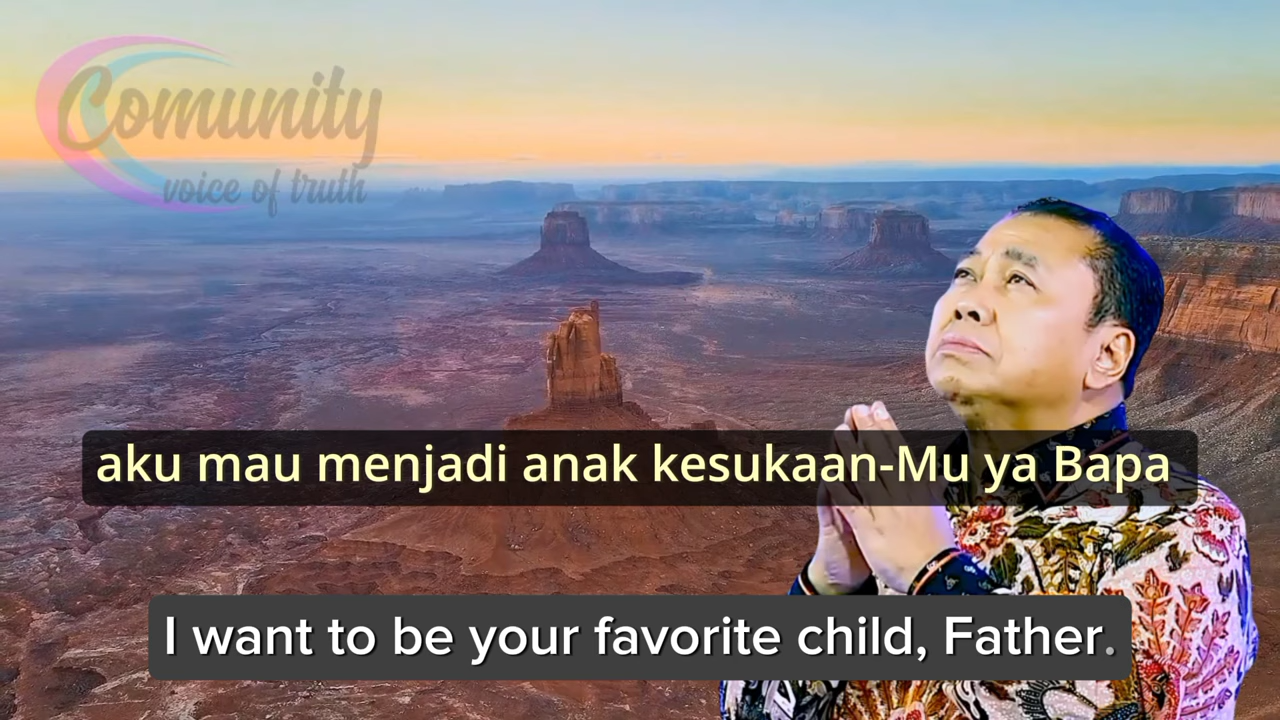 Comunity
voice of truth
aku mau menjadi anak kesukaan-Mu ya Bapa
I want to be your favorite child, Father.